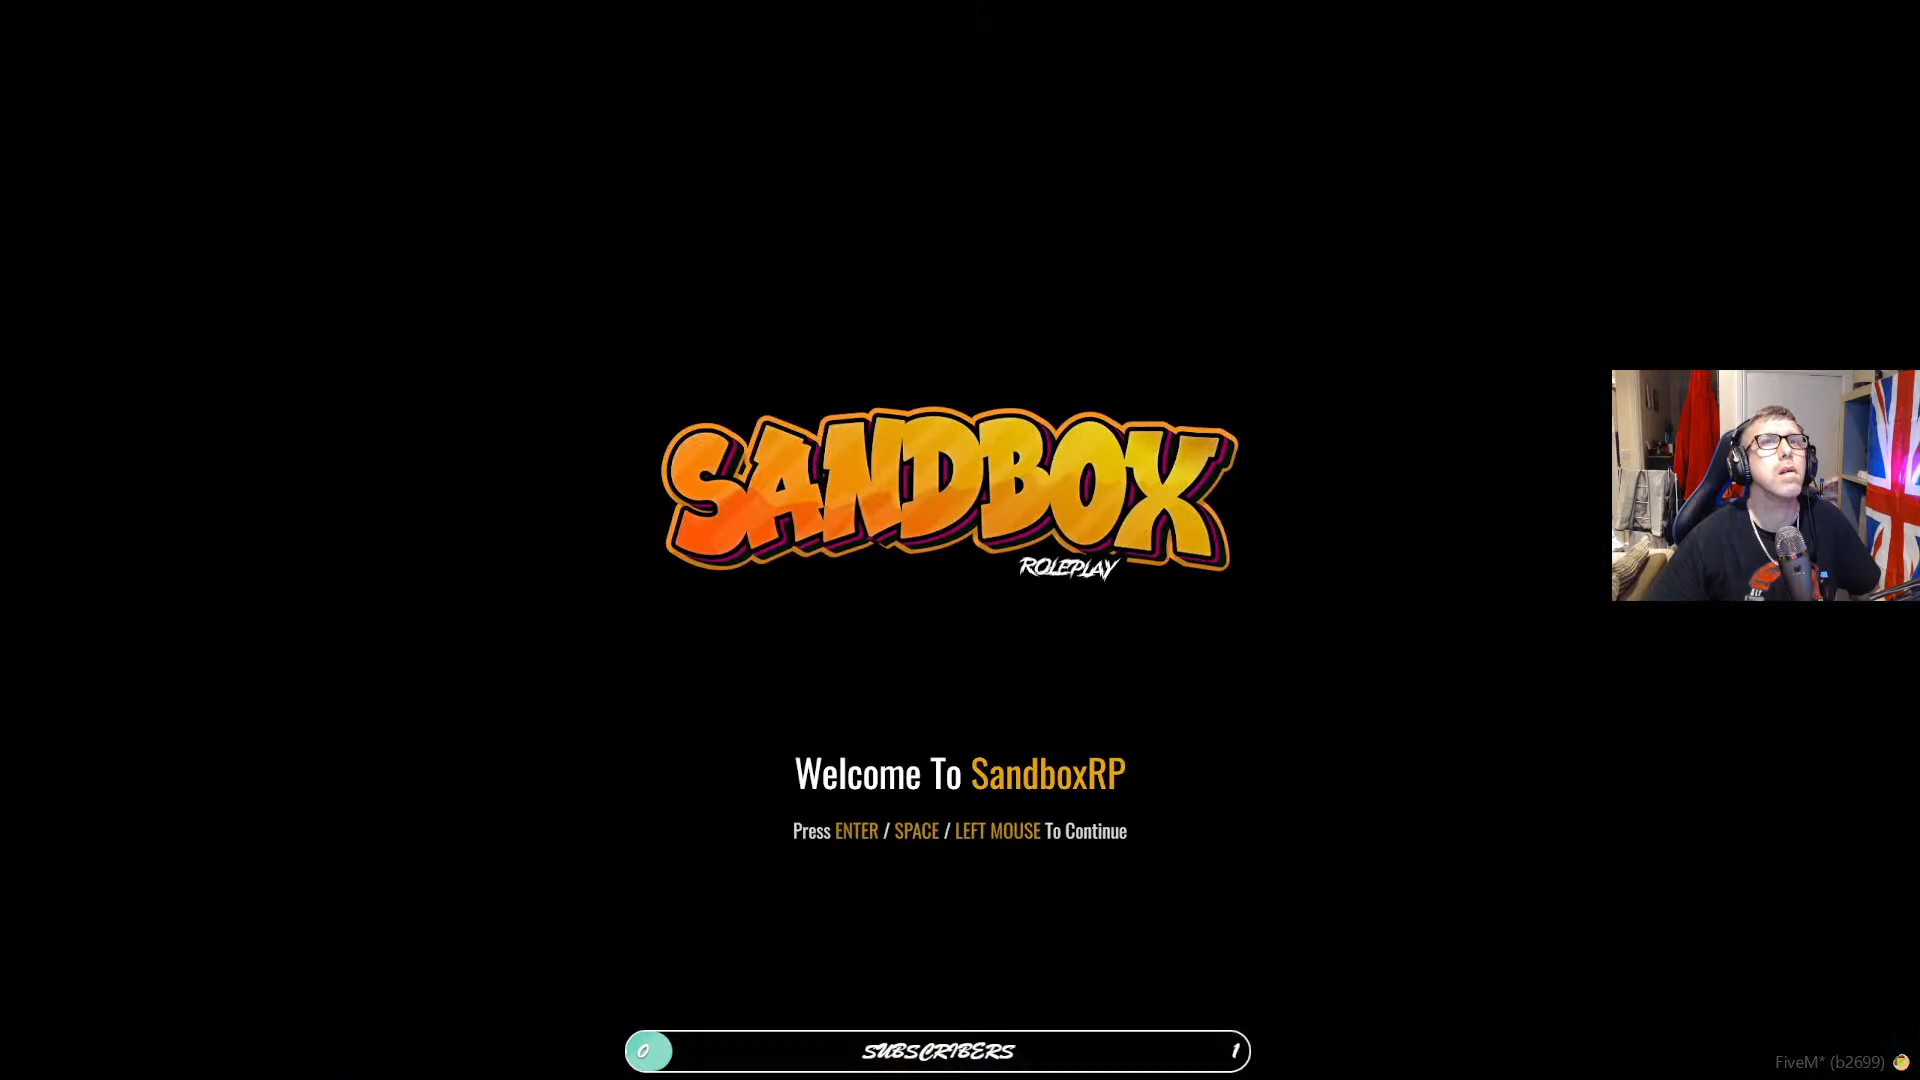 SANDBOX
ROLEPLAY
Welcome To SandboxRP
Press ENTER / SPACE / LEFT MOUSE To Continue
0 SUBSCRIBERS 1
FiveM* (b2699)